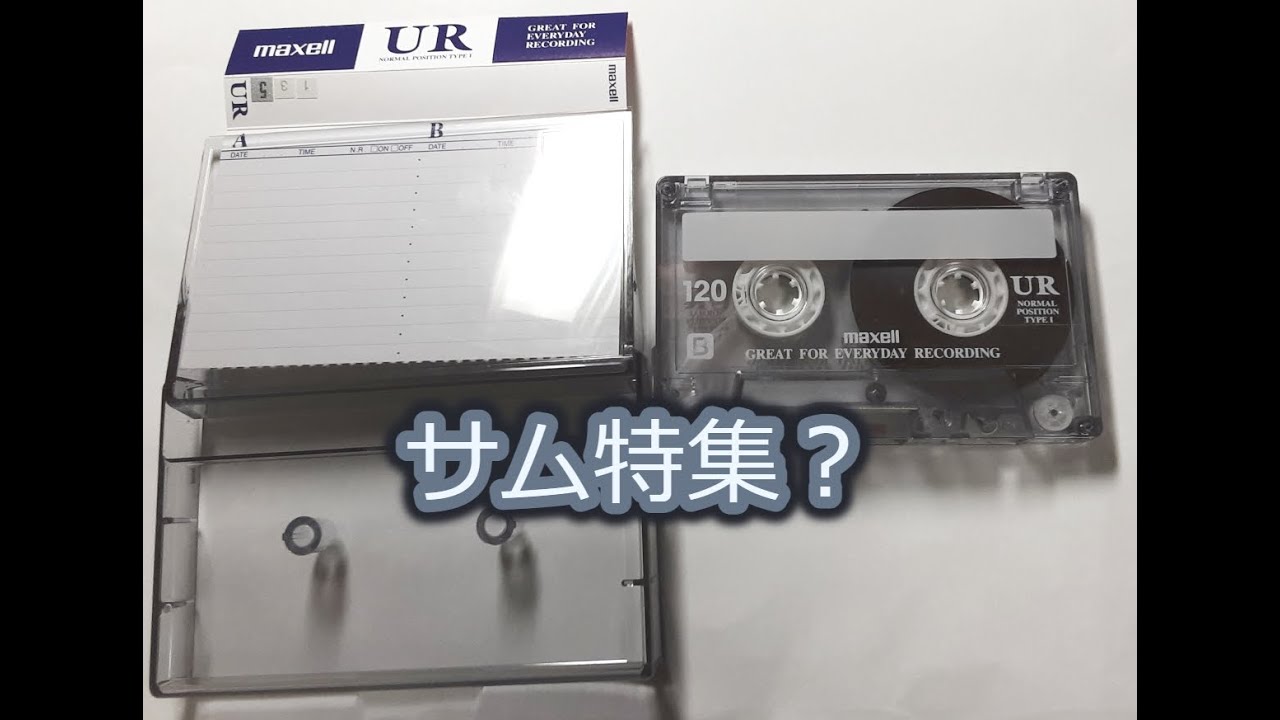 maxell
UR
NORMAL POSITION TYPE I
GREAT FOR
EVERYDAY
RECORDING
UR
5
3
1
maxell
A
B
DATE TIME N.R. □ON □OFF DATE TIME
120
B
UR
NORMAL
POSITION
TYPE I
maxell
GREAT FOR EVERYDAY RECORDING
サム特集？